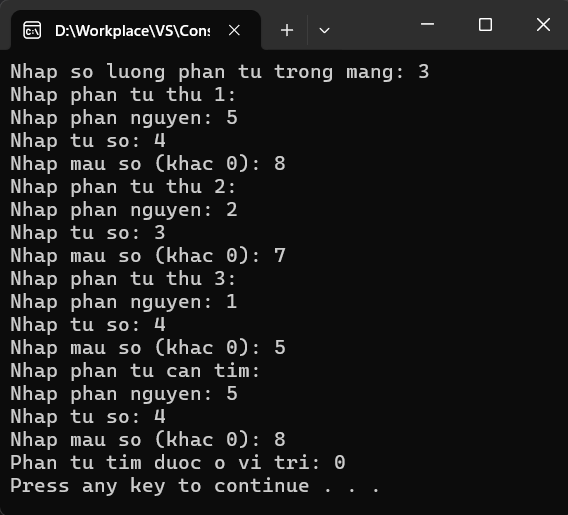 D:\Workplace\VS\Cons
Nhap so luong phan tu trong mang: 3
Nhap phan tu thu 1:
Nhap phan nguyen: 5
Nhap tu so: 4
Nhap mau so (khac 0): 8
Nhap phan tu thu 2:
Nhap phan nguyen: 2
Nhap tu so: 3
Nhap mau so (khac 0): 7
Nhap phan tu thu 3:
Nhap phan nguyen: 1
Nhap tu so: 4
Nhap mau so (khac 0): 5
Nhap phan tu can tim:
Nhap phan nguyen: 5
Nhap tu so: 4
Nhap mau so (khac 0): 8
Phan tu tim duoc o vi tri: 0
Press any key to continue . . .